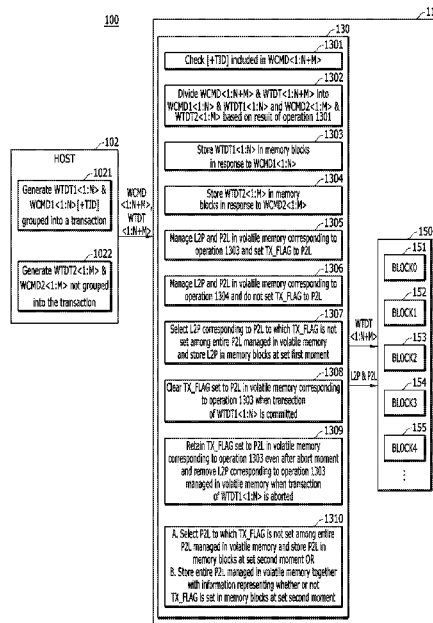 100
11
130
1301
Check [+TID] included in WCMD<1:N+M>
1302
Divide WCMD<1:N+M> & WTDT<1:N+M> into
WCMD1<1:N> & WTDT1<1:N> and WCMD2<1:M> &
WTDT2<1:M> based on result of operation 1301
1303
Store WTDT1<1:N> in memory blocks
in response to WCMD1<1:N>
1304
Store WTDT2<1:M> in memory
blocks in response to WCMD2<1:M>
1305
Manage L2P and P2L in volatile memory corresponding to
operation 1303 and set TX_FLAG to P2L
1306
Manage L2P and P2L in volatile memory corresponding to
operation 1304 and do not set TX_FLAG to P2L
1307
Select L2P corresponding to P2L to which TX_FLAG is not
set among entire P2L managed in volatile memory
and store L2P in memory blocks at set first moment
1308
Clear TX_FLAG set to P2L in volatile memory corresponding
to operation 1303 when transaction
of WTDT1<1:N> is committed
1309
Retain TX_FLAG set to P2L in volatile memory
corresponding to operation 1303 even after abort moment
and remove L2P corresponding to operation 1303
managed in volatile memory when transaction
of WTDT1<1:M> is aborted
1310
A. Select P2L to which TX_FLAG is not set among entire
P2L managed in volatile memory and store P2L in
memory blocks at set second moment OR
B. Store entire P2L managed in volatile memory together
with information representing whether or not
TX_FLAG is set in memory blocks at set second moment
102
HOST
1021
Generate WTDT1<1:N> &
WCMD1<1:N>[+TID]
grouped into a transaction
1022
Generate WTDT2<1:M> &
WCMD2<1:M> not grouped
into the transaction
WCMD
<1:N+M>,
WTDT
<1:N+M>
WTDT
<1:N+M>
L2P & P2L
150
151
BLOCK0
152
BLOCK1
153
BLOCK2
154
BLOCK3
155
BLOCK4